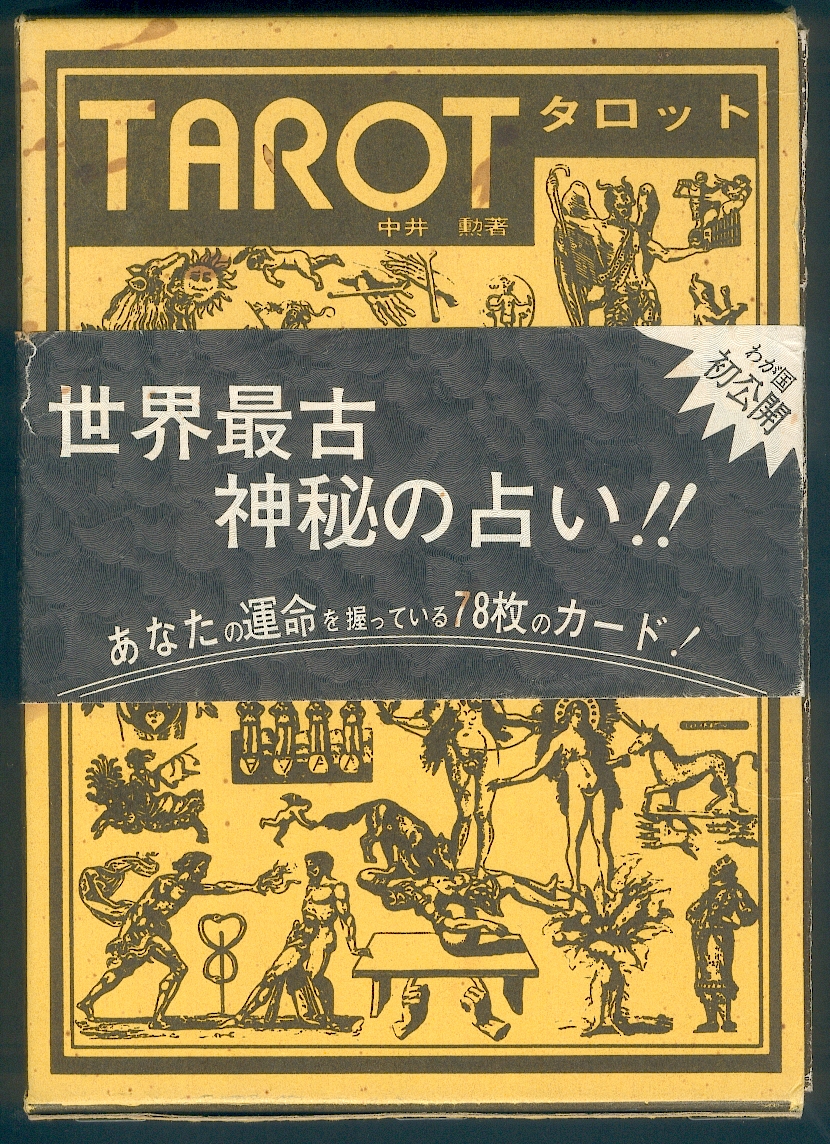 TAROT
タロット
中井 勲著
わが国
初公開
世界最古
神秘の占い!!
あなたの運命を握っている78枚のカード!